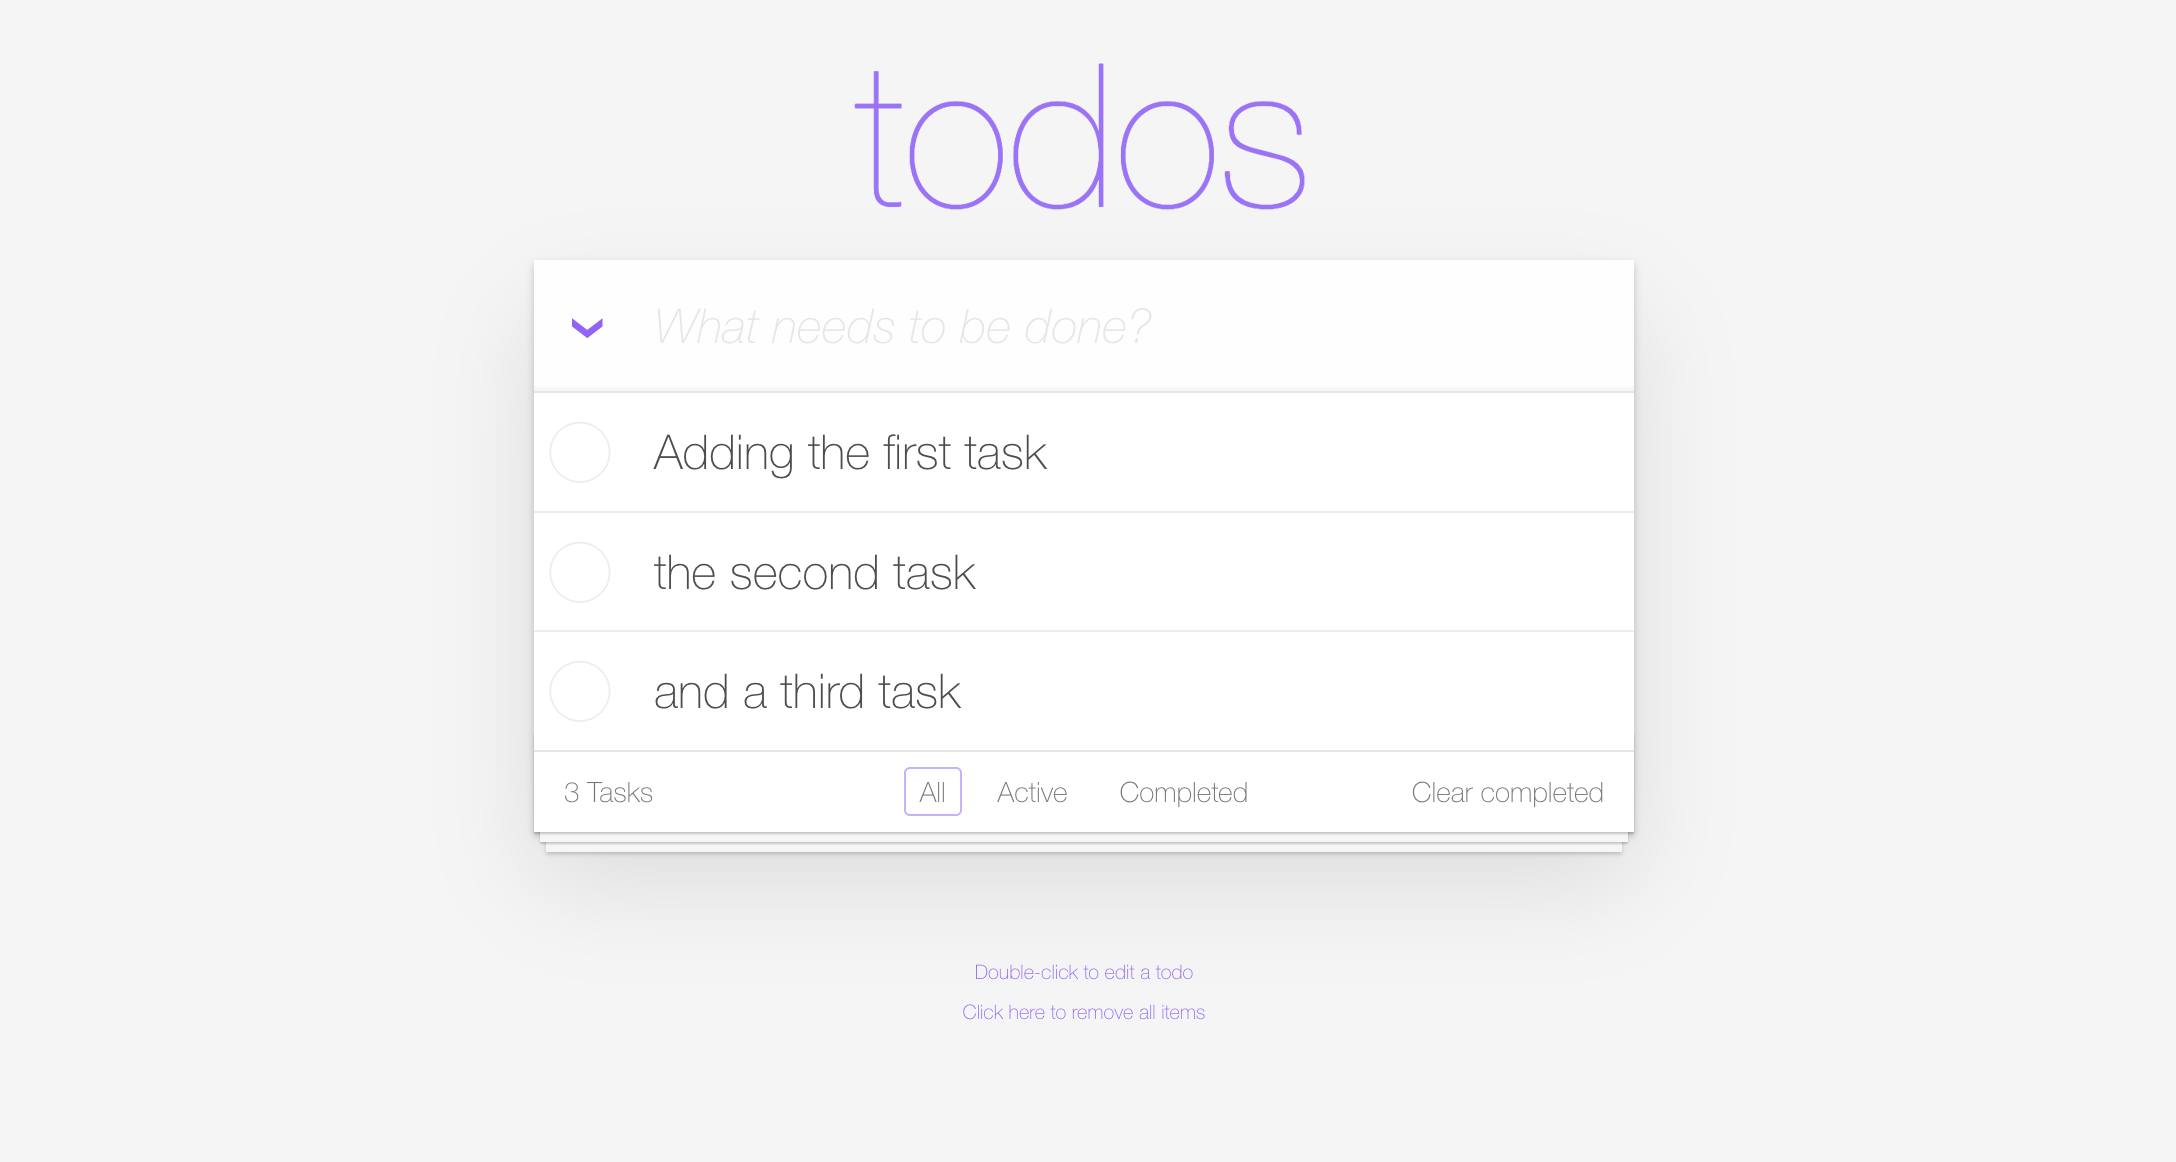 todos
What needs to be done?
Adding the first task
the second task
and a third task
3 Tasks All Active Completed Clear completed
Double-click to edit a todo
Click here to remove all items